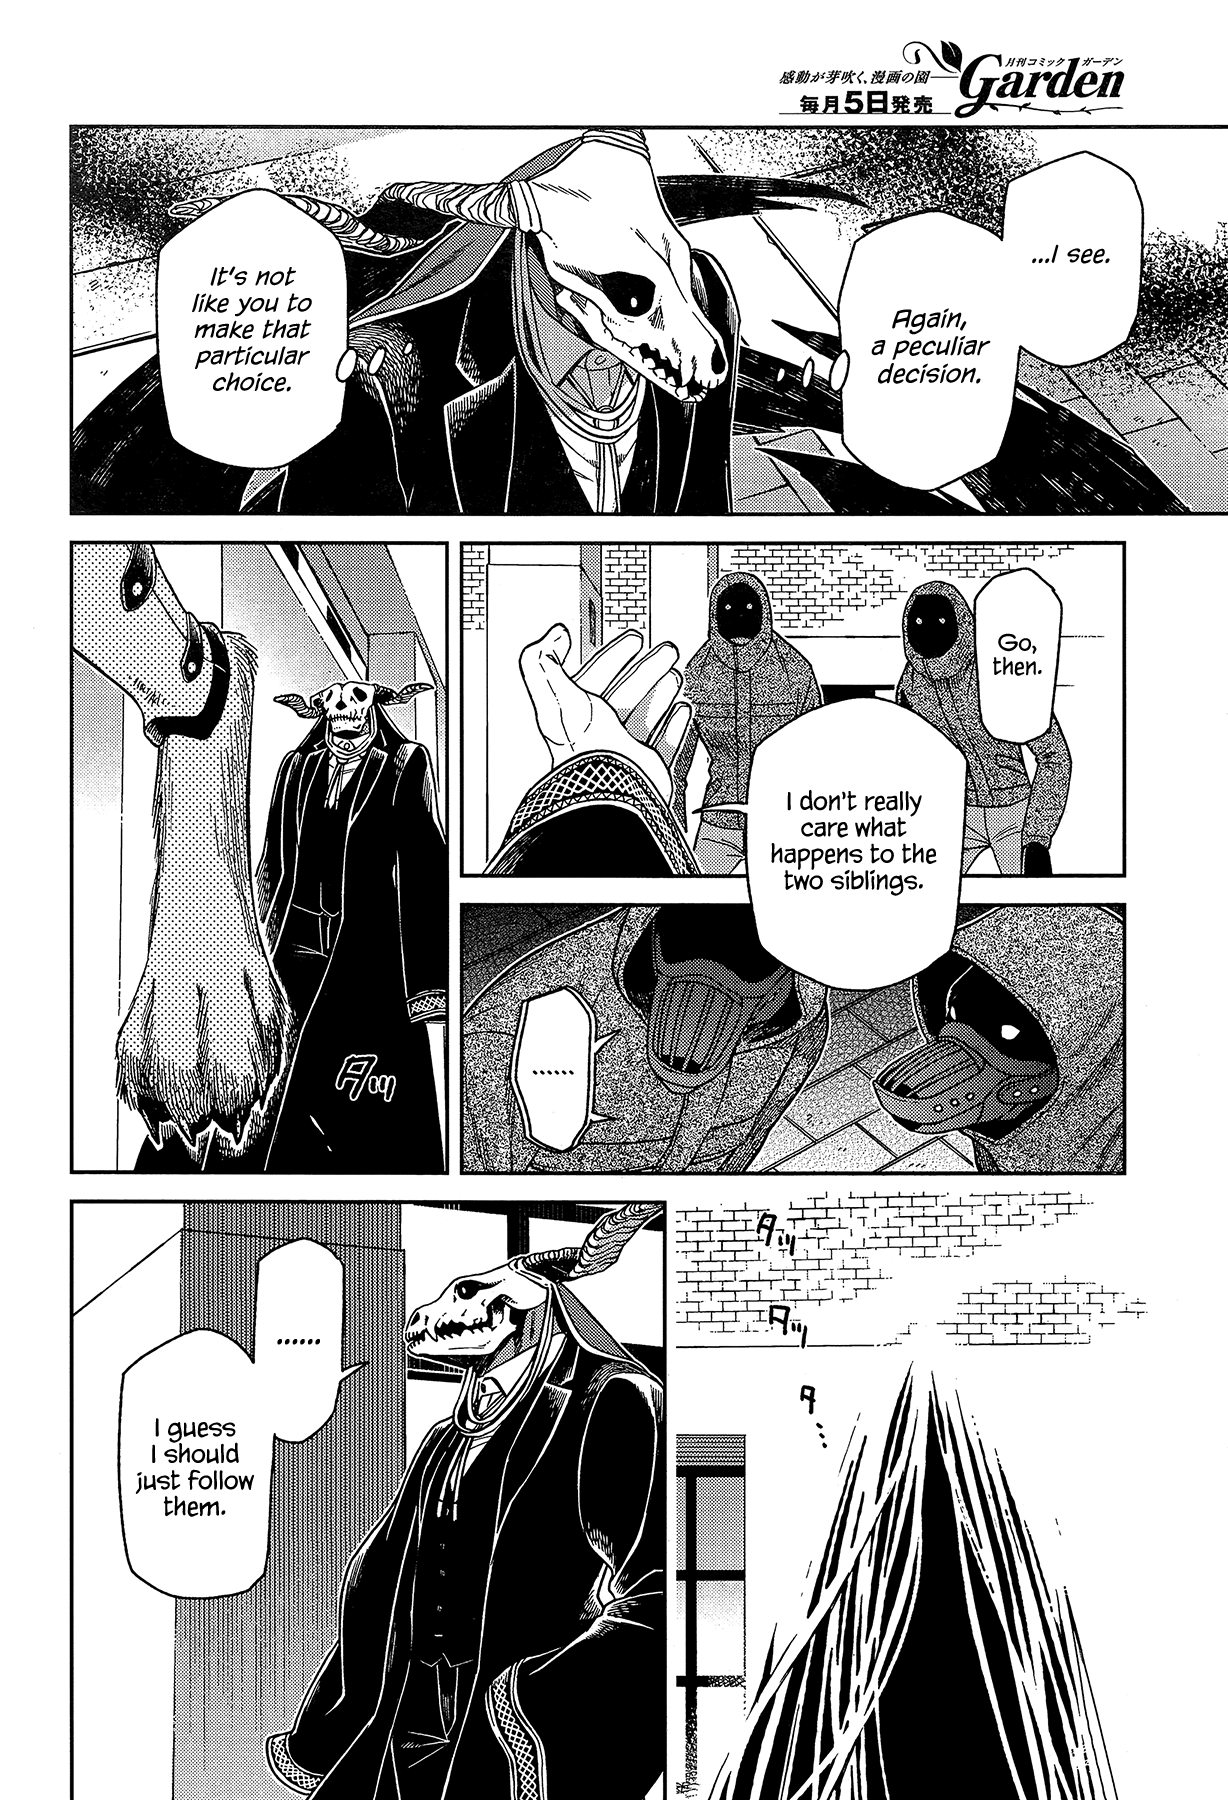 月刊コミック ガーデン
Garden
感動が芽吹く、漫画の園
毎月5日発売
...I see.
Again,
a peculiar
decision.
It's not
like you to
make that
particular
choice.
Go,
then.
I don't really
care what
happens to the
two siblings.
......
タッ
タッ
タッ
タ...
......
I guess
I should
just follow
them.